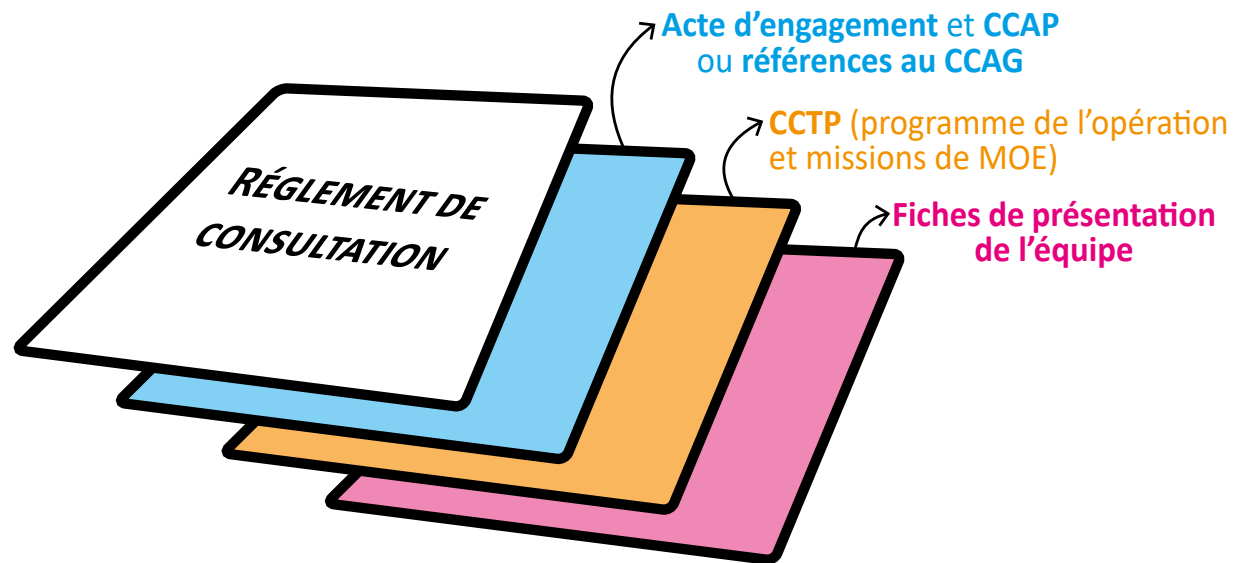 Acte d’engagement et CCAP
ou références au CCAG
CCTP (programme de l’opération
et missions de MOE)
Fiches de présentation
de l’équipe
RÉGLEMENT DE
CONSULTATION